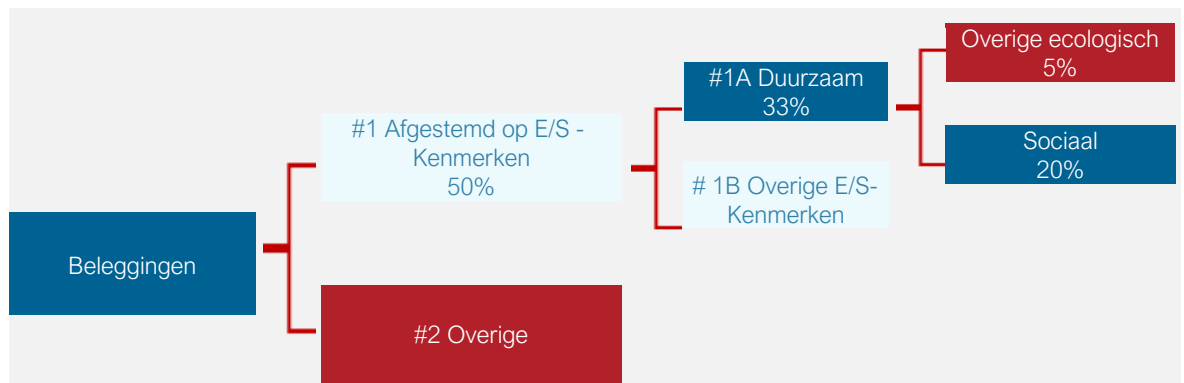 Beleggingen
#1 Afgestemd op E/S -
Kenmerken
50%
#2 Overige
#1A Duurzaam
33%
# 1B Overige E/S-
Kenmerken
Overige ecologisch
5%
Sociaal
20%